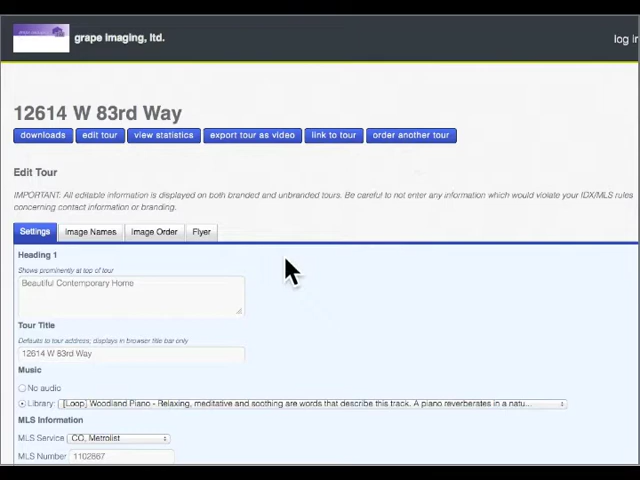 grape imaging, ltd.
log in
12614 W 83rd Way
downloads
edit tour
view statistics
export tour as video
link to tour
order another tour
Edit Tour
IMPORTANT: All editable information is displayed on both branded and unbranded tours. Be careful to not enter any information which would violate your IDX/MLS rules
concerning contact information or branding.
Settings
Image Names
Image Order
Flyer
Heading 1
Shows prominently at top of tour
Beautiful Contemporary Home
Tour Title
Defaults to tour address, displays in browser title bar only
12614 W 83rd Way
Music
No audio
Library: [Loop] Woodland Piano - Relaxing, meditative and soothing are words that describe this track. A piano reverberates in a natu...
MLS Information
MLS Service CO, Metrolist
MLS Number 1102867